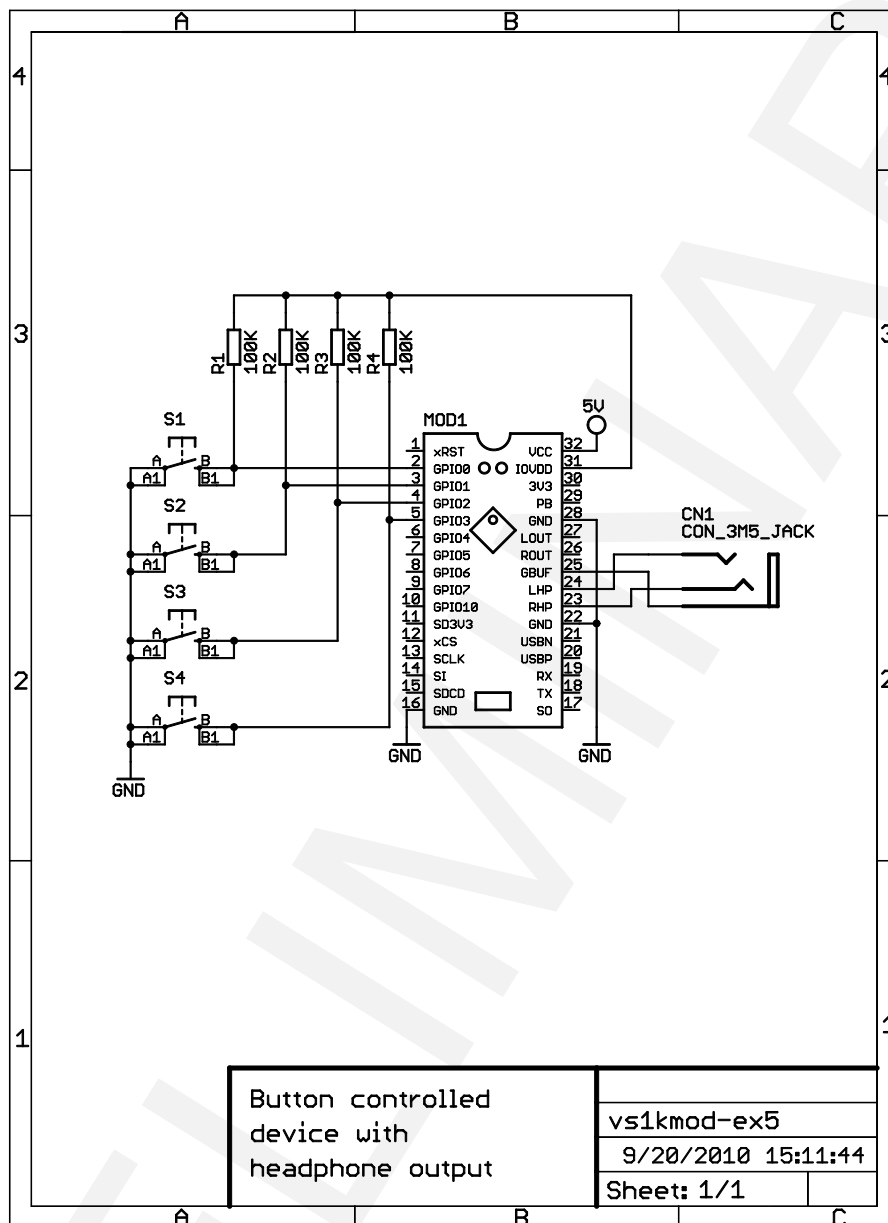 A B C
4 4
3 3
R1 100K R2 100K R3 100K R4 100K
S1
A B
A1 B1
S2
A B
A1 B1
S3
A B
A1 B1
S4
A B
A1 B1
GND
MOD1
5V
1 xRST VCC 32
2 GPIO0 IOVDD 31
3 GPIO1 3V3 30
4 GPIO2 PB 29
5 GPIO3 GND 28
6 GPIO4 LOUT 27
7 GPIO5 ROUT 26
8 GPIO6 GBUF 25
9 GPIO7 LHP 24
10 GPIO10 RHP 23
11 SD3V3 GND 22
12 xCS USBN 21
13 SCLK USBP 20
14 SI RX 19
15 SDCD TX 18
16 GND SO 17
GND GND
CN1
CON_3M5_JACK
2 2
1 1
Button controlled
device with
headphone output
vs1kmod-ex5
9/20/2010 15:11:44
Sheet: 1/1
A B C